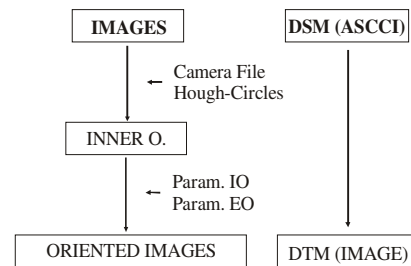 IMAGES
DSM (ASCCI)
Camera File
Hough-Circles
INNER O.
Param. IO
Param. EO
ORIENTED IMAGES
DTM (IMAGE)